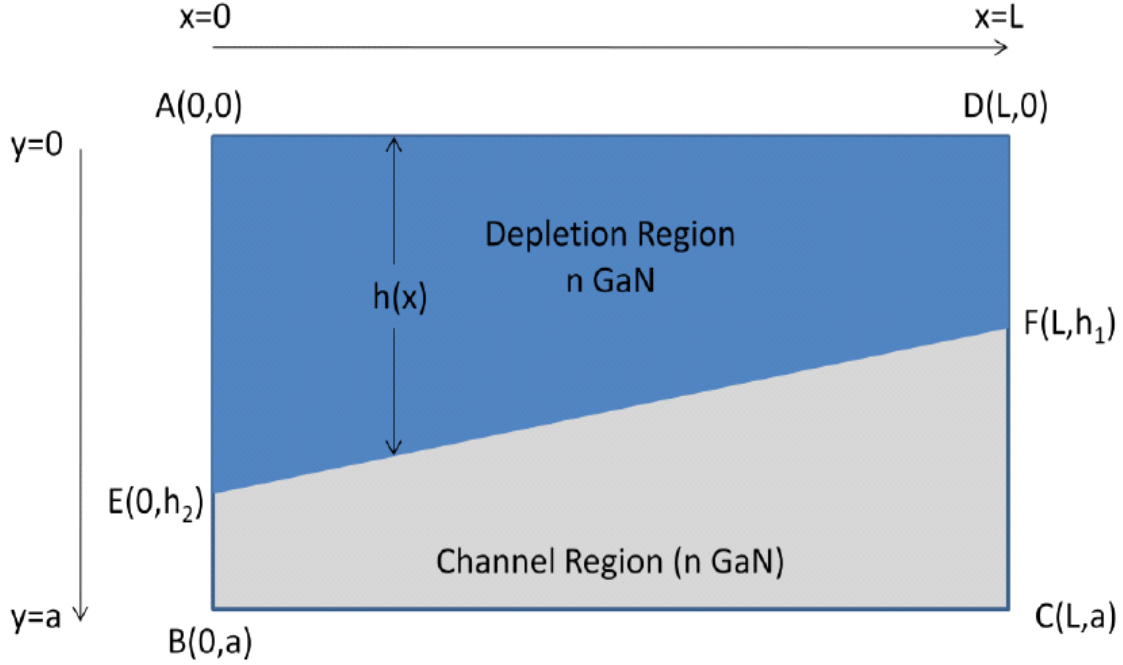 x=0
x=L
A(0,0)
D(L,0)
y=0
Depletion Region
n GaN
h(x)
F(L,h₁)
E(0,h₂)
Channel Region (n GaN)
y=a
C(L,a)
B(0,a)